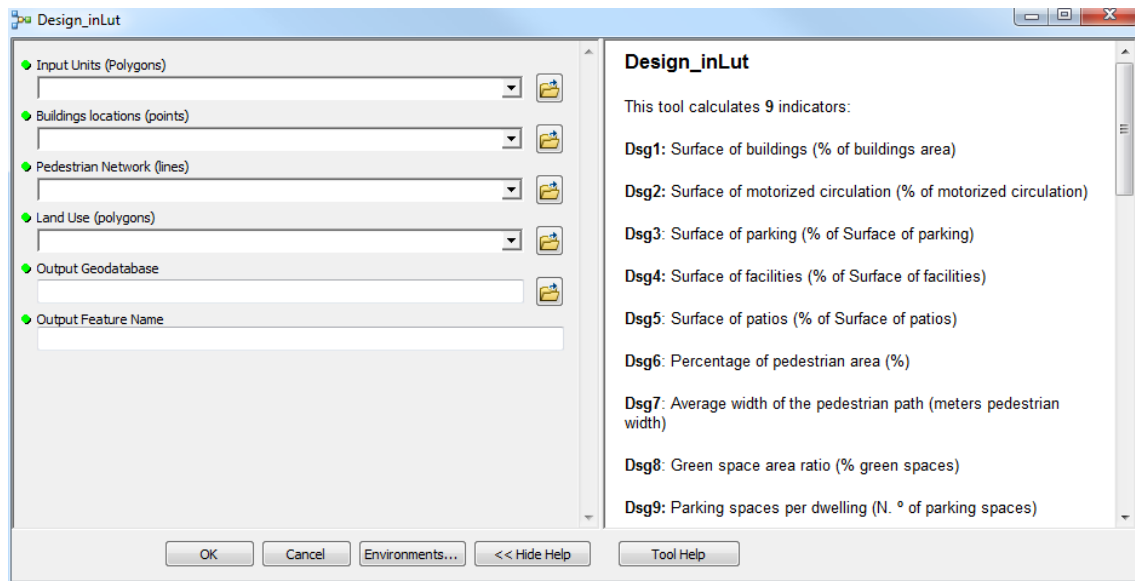 Design_inLut
Input Units (Polygons)
Buildings locations (points)
Pedestrian Network (lines)
Land Use (polygons)
Output Geodatabase
Output Feature Name
Design_inLut
This tool calculates 9 indicators:
Dsg1: Surface of buildings (% of buildings area)
Dsg2: Surface of motorized circulation (% of motorized circulation)
Dsg3: Surface of parking (% of Surface of parking)
Dsg4: Surface of facilities (% of Surface of facilities)
Dsg5: Surface of patios (% of Surface of patios)
Dsg6: Percentage of pedestrian area (%)
Dsg7: Average width of the pedestrian path (meters pedestrian
width)
Dsg8: Green space area ratio (% green spaces)
Dsg9: Parking spaces per dwelling (N. º of parking spaces)
OK Cancel Environments... << Hide Help Tool Help